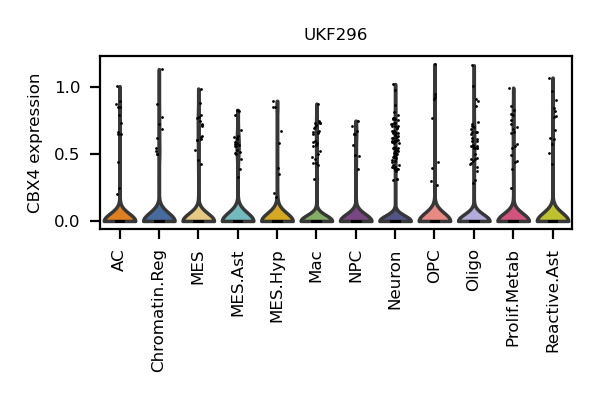 UKF296
CBX4 expression
1.0
0.5
0.0
AC
Chromatin.Reg
MES
MES.Ast
MES.Hyp
Mac
NPC
Neuron
OPC
Oligo
Prolif.Metab
Reactive.Ast